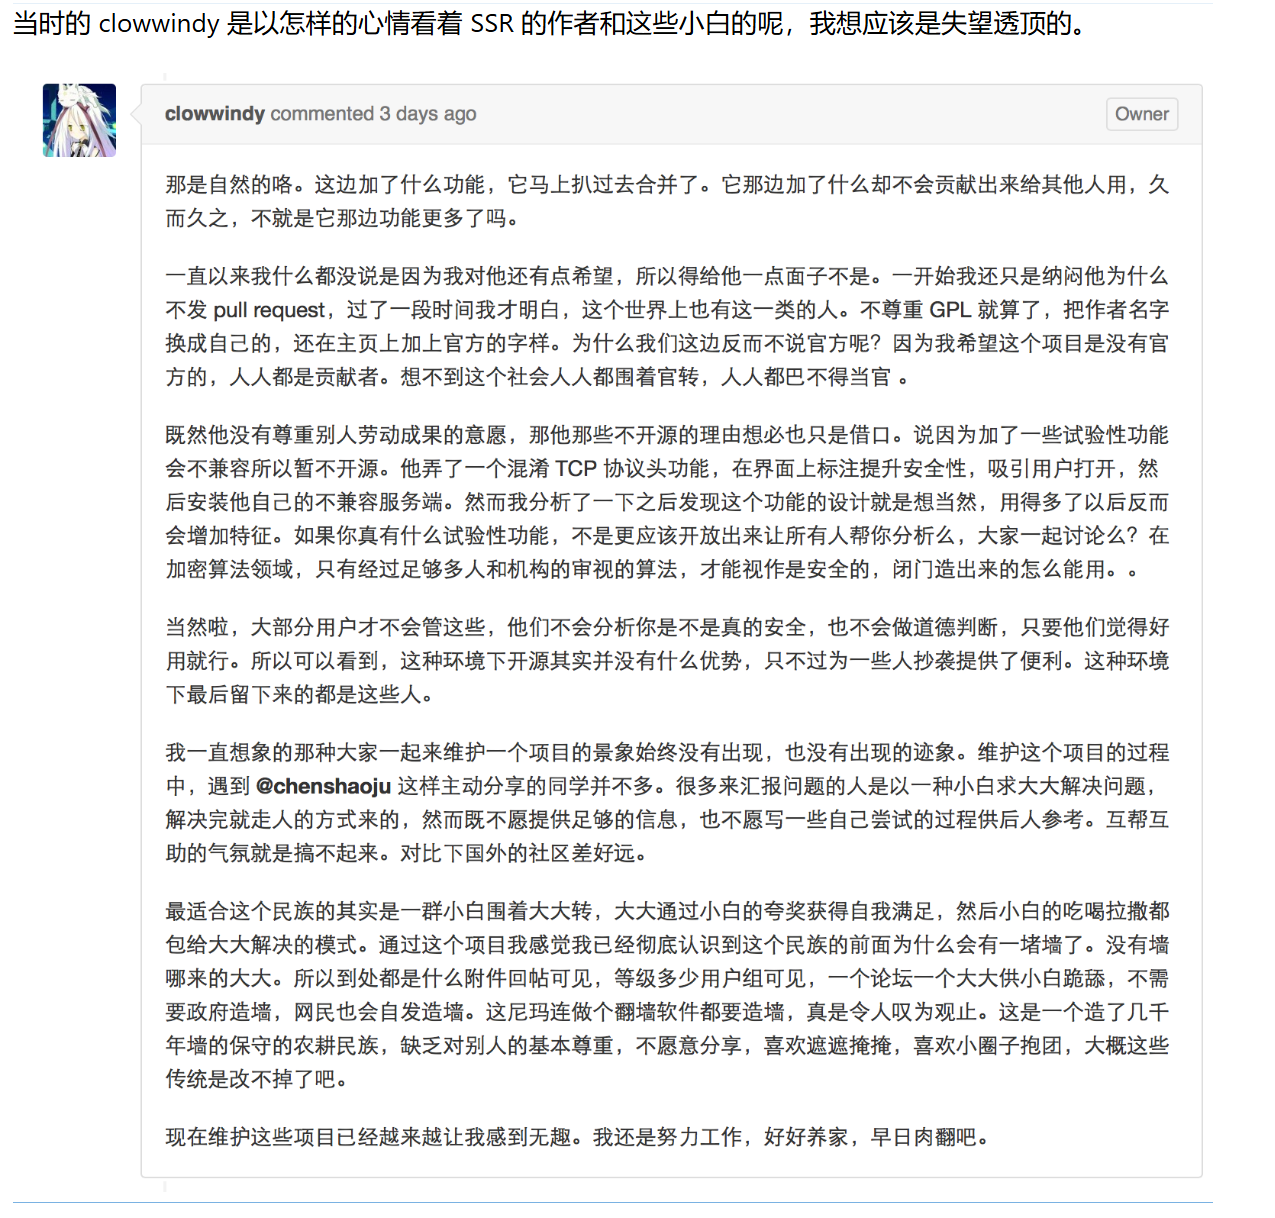 当时的 clowwindy 是以怎样的心情看着 SSR 的作者和这些小白的呢，我想应该是失望透顶的。
clowwindy commented 3 days ago
Owner
那是自然的咯。这边加了什么功能，它马上扒过去合并了。它那边加了什么却不会贡献出来给其他人用，久
而久之，不就是它那边功能更多了吗。
一直以来我什么都没说是因为我对他还有点希望，所以得给他一点面子不是。一开始我还只是纳闷他为什么
不发 pull request，过了一段时间我才明白，这个世界上也有这一类的人。不尊重 GPL 就算了，把作者名字
换成自己的，还在主页上加上官方的字样。为什么我们这边反而不说官方呢？因为我希望这个项目是没有官
方的，人人都是贡献者。想不到这个社会人人都围着官转，人人都巴不得当官 。
既然他没有尊重别人劳动成果的意愿，那他那些不开源的理由想必也只是借口。说因为加了一些试验性功能
会不兼容所以暂不开源。他弄了一个混淆 TCP 协议头功能，在界面上标注提升安全性，吸引用户打开，然
后安装他自己的不兼容服务端。然而我分析了一下之后发现这个功能的设计就是想当然，用得多了以后反而
会增加特征。如果你真有什么试验性功能，不是更应该开放出来让所有人帮你分析么，大家一起讨论么？在
加密算法领域，只有经过足够多人和机构的审视的算法，才能视作是安全的，闭门造出来的怎么能用。。
当然啦，大部分用户才不会管这些，他们不会分析你是不是真的安全，也不会做道德判断，只要他们觉得好
用就行。所以可以看到，这种环境下开源其实并没有什么优势，只不过为一些人抄袭提供了便利。这种环境
下最后留下来的都是这些人。
我一直想象的那种大家一起来维护一个项目的景象始终没有出现，也没有出现的迹象。维护这个项目的过程
中，遇到 @chenshaoju 这样主动分享的同学并不多。很多来汇报问题的人是以一种小白求大大解决问题，
解决完就走人的方式来的，然而既不愿提供足够的信息，也不愿写一些自己尝试的过程供后人参考。互帮互
助的气氛就是搞不起来。对比下国外的社区差好远。
最适合这个民族的其实是一群小白围着大大转，大大通过小白的夸奖获得自我满足，然后小白的吃喝拉撒都
包给大大解决的模式。通过这个项目我感觉我已经彻底认识到这个民族的前面为什么会有一堵墙了。没有墙
哪来的大大。所以到处都是什么附件回帖可见，等级多少用户组可见，一个论坛一个大大供小白跪舔，不需
要政府造墙，网民也会自发造墙。这尼玛连做个翻墙软件都要造墙，真是令人叹为观止。这是一个造了几千
年墙的保守的农耕民族，缺乏对别人的基本尊重，不愿意分享，喜欢遮遮掩掩，喜欢小圈子抱团，大概这些
传统是改不掉了吧。
现在维护这些项目已经越来越让我感到无趣。我还是努力工作，好好养家，早日肉翻吧。